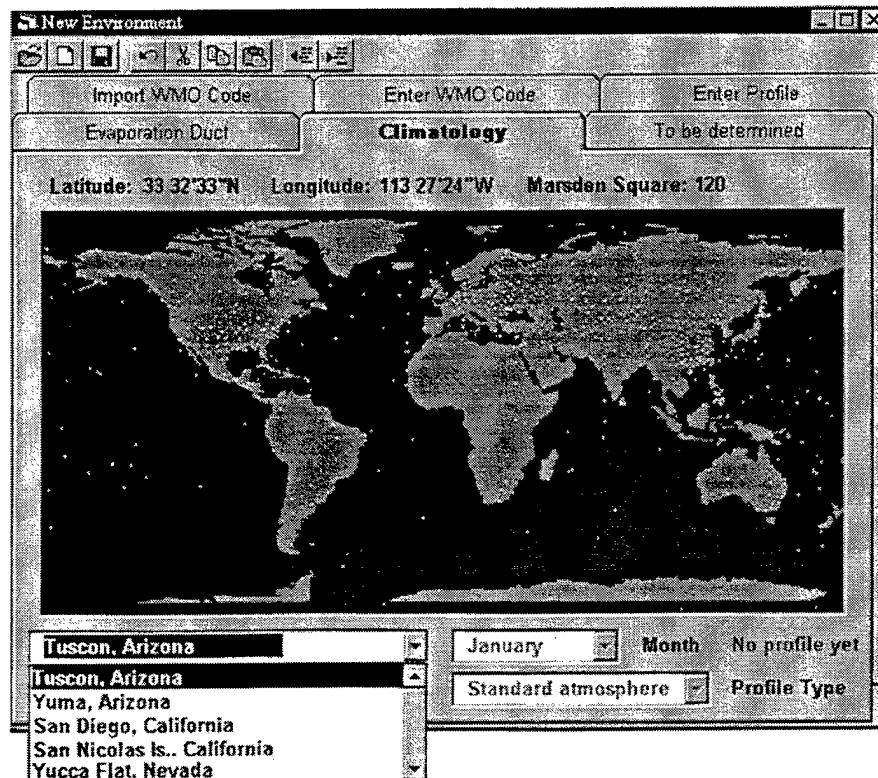 New Environment
Import WMO Code
Enter WMO Code
Enter Profile
Evaporation Duct
Climatology
To be determined
Latitude: 33 32'33"N Longitude: 113 27'24"W Marsden Square: 120
Tuscon, Arizona
January
Month
No profile yet
Tuscon, Arizona
Yuma, Arizona
San Diego, California
San Nicolas Is.. California
Yucca Flat, Nevada
Standard atmosphere
Profile Type